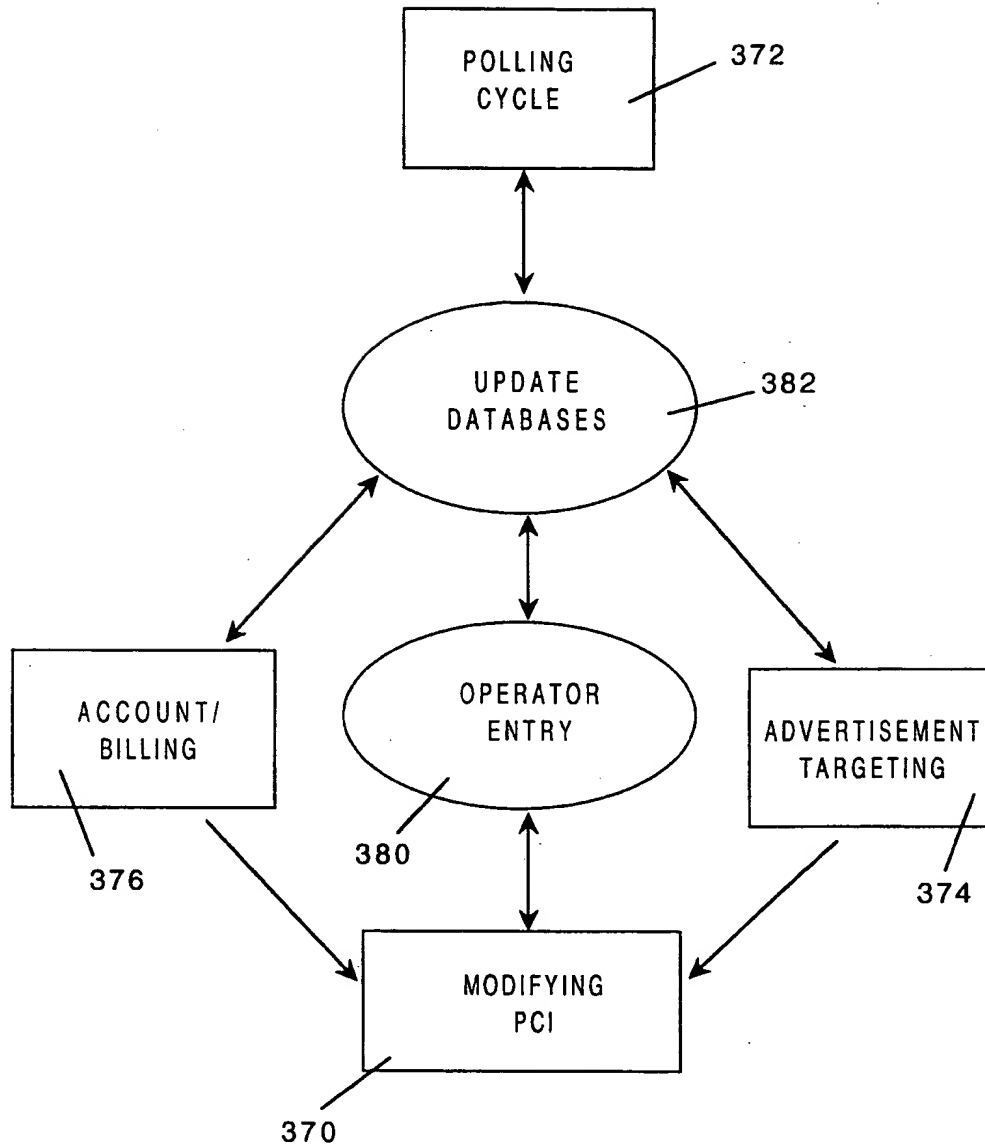 POLLING
CYCLE
372
UPDATE
DATABASES
382
ACCOUNT/
BILLING
376
OPERATOR
ENTRY
380
ADVERTISEMENT
TARGETING
374
MODIFYING
PCI
370